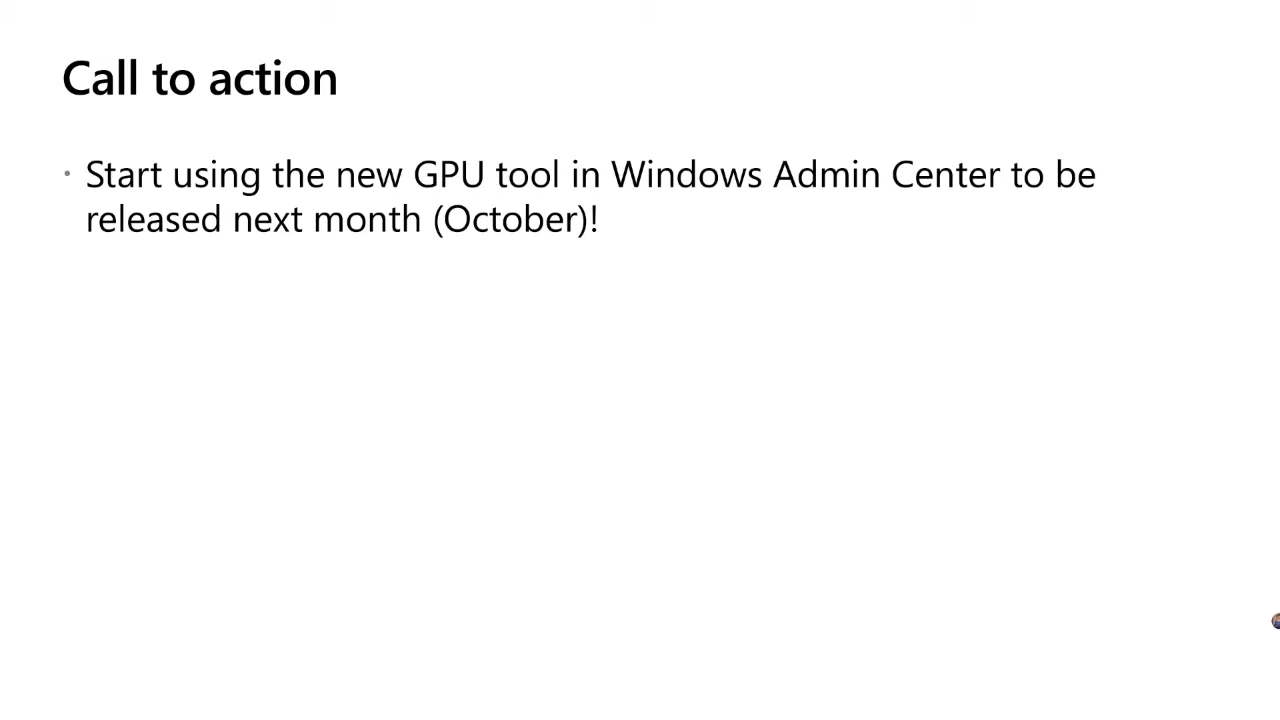 Call to action
· Start using the new GPU tool in Windows Admin Center to be
released next month (October)!